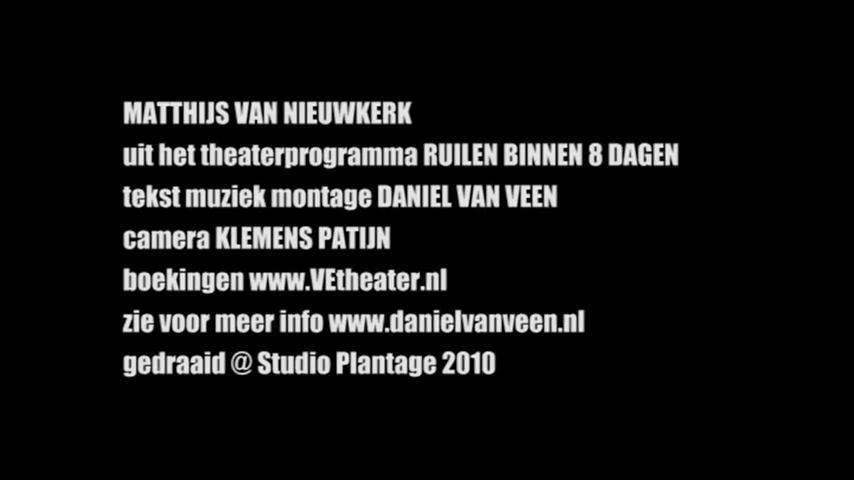 MATTHIJS VAN NIEUWKERK
uit het theaterprogramma RUILEN BINNEN 8 DAGEN
tekst muziek montage DANIEL VAN VEEN
camera KLEMENS PATIJN
boekingen www.VEtheater.nl
zie voor meer info www.danielvanveen.nl
gedraaid @ Studio Plantage 2010